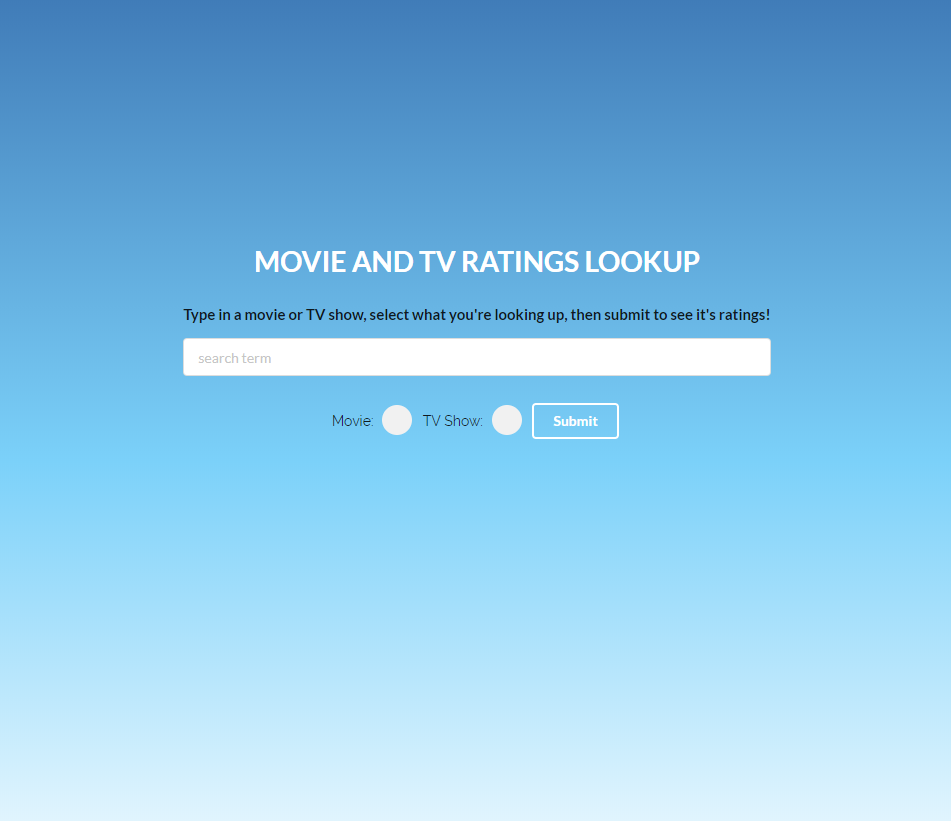 MOVIE AND TV RATINGS LOOKUP
Type in a movie or TV show, select what you're looking up, then submit to see it's ratings!
search term
Movie: TV Show: Submit